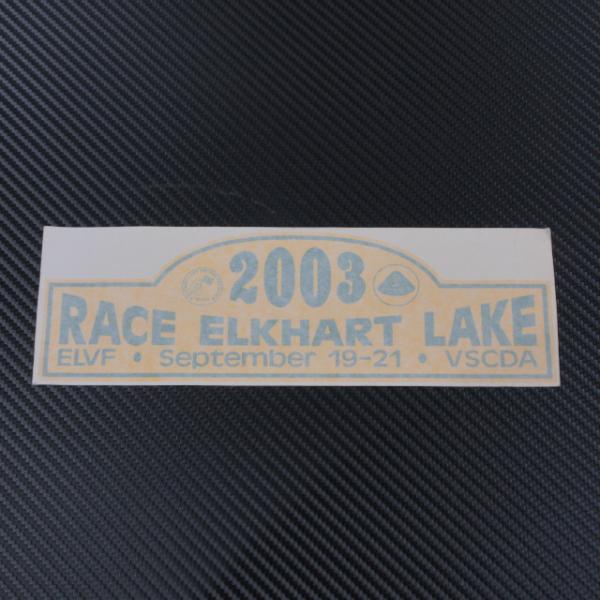 2003
RACE ELKHART LAKE
ELVF • September 19-21 • VSCDA